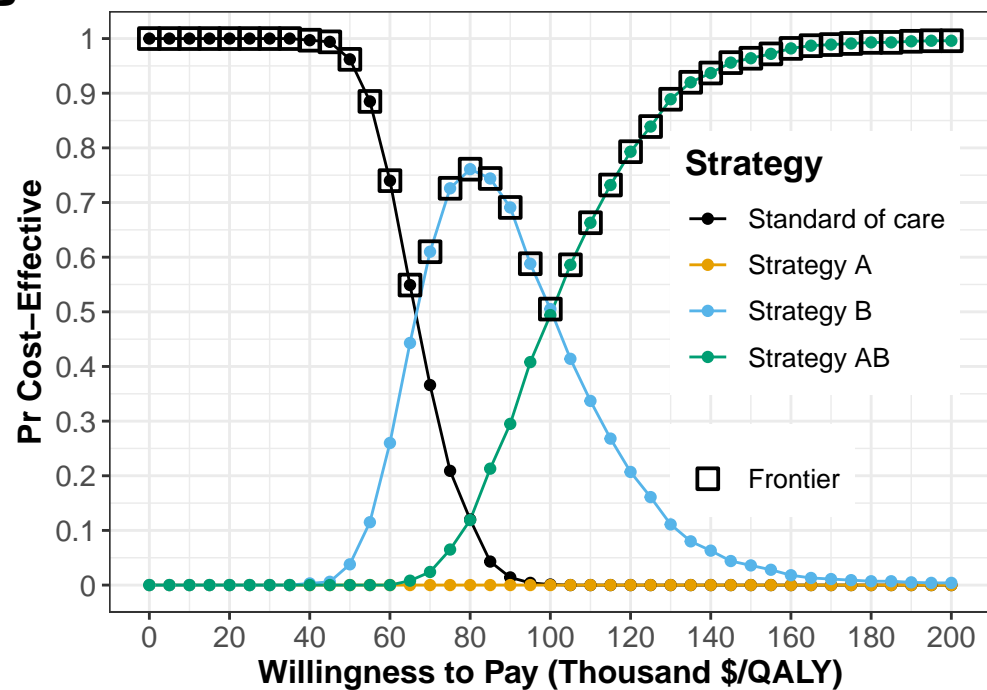 1
0.9
0.8
0.7
0.6
0.5
0.4
0.3
0.2
0.1
0
Pr Cost–Effective
Strategy
Standard of care
Strategy A
Strategy B
Strategy AB
Frontier
0 20 40 60 80 100 120 140 160 180 200
Willingness to Pay (Thousand $/QALY)